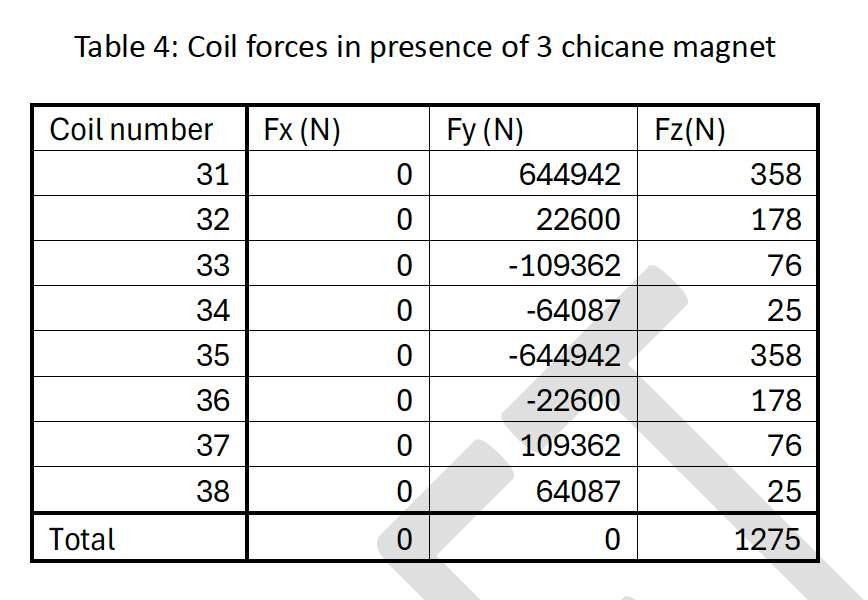 Table 4: Coil forces in presence of 3 chicane magnet
Coil number Fx (N) Fy (N) Fz(N)
31 0 644942 358
32 0 22600 178
33 0 -109362 76
34 0 -64087 25
35 0 -644942 358
36 0 -22600 178
37 0 109362 76
38 0 64087 25
Total 0 0 1275